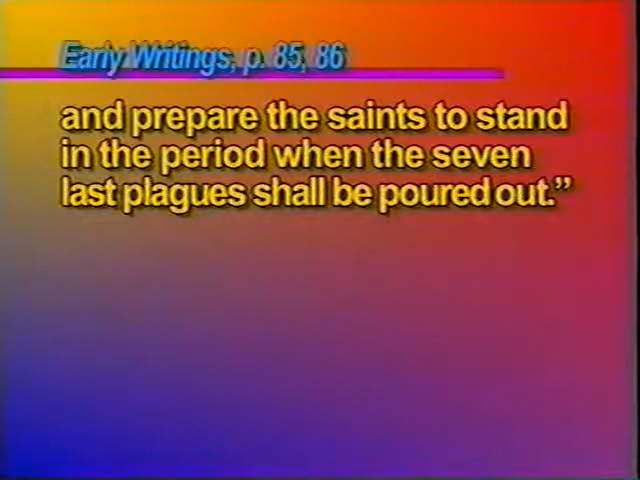 Early Writings, p. 85, 86
and prepare the saints to stand
in the period when the seven
last plagues shall be poured out.”